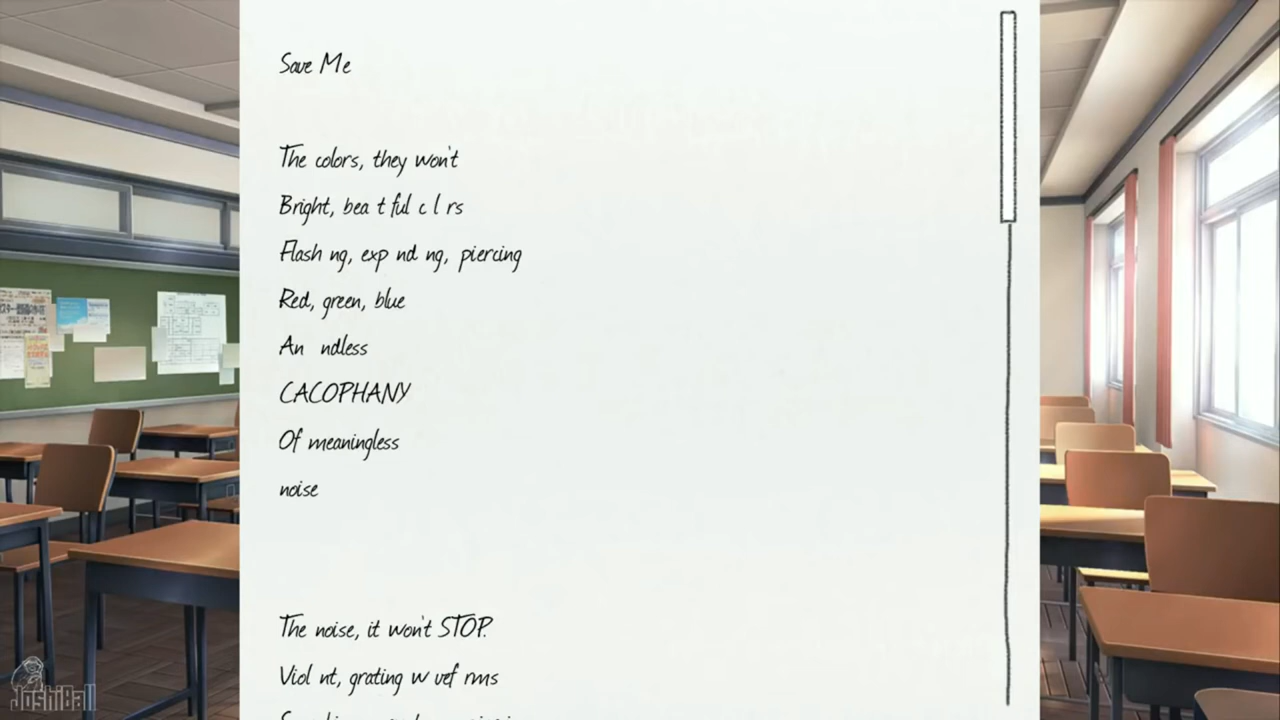 Save Me
The colors, they won't
Bright, bea t ful c l rs
Flash ng, exp nd ng, piercing
Red, green, blue
An ndless
CACOPHANY
Of meaningless
noise
The noise, it won't STOP.
Viol nt, grating w vef rms
JoshiBall